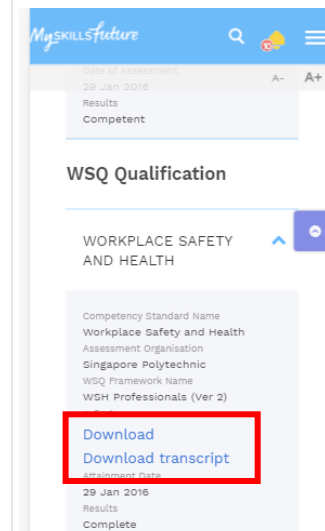 MySKILLSfuture
10
Date of Assessment
A- A+
29 Jan 2016
Results
Competent
WSQ Qualification
WORKPLACE SAFETY
AND HEALTH
Competency Standard Name
Workplace Safety and Health
Assessment Organisation
Singapore Polytechnic
WSQ Framework Name
WSH Professionals (Ver 2)
Download
Download transcript
Attainment Date
29 Jan 2016
Results
Complete